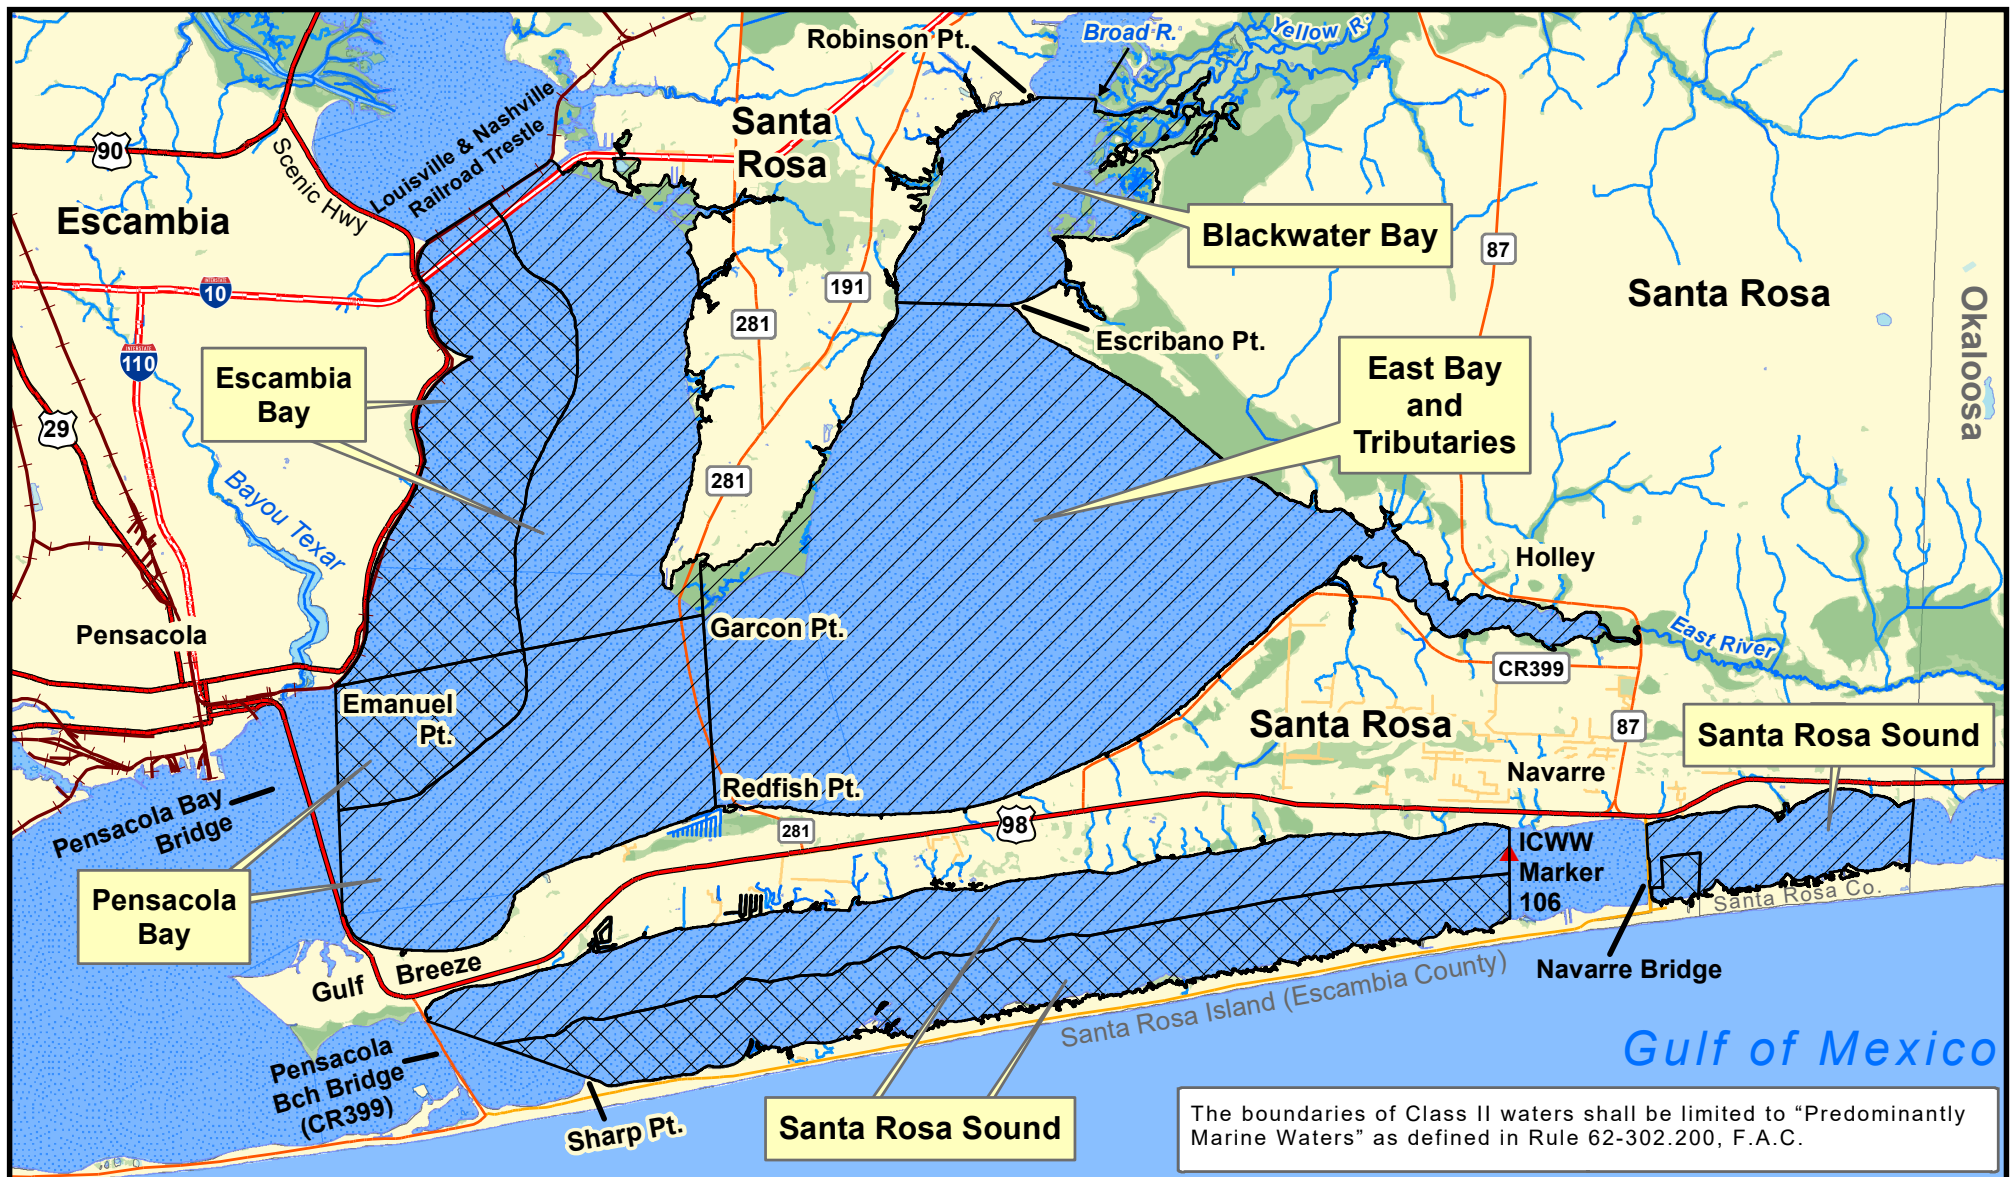 Robinson Pt.
Broad R.
Yellow R.
90
Scenic Hwy
Louisville & Nashville
Railroad Trestle
Santa
Rosa
Escambia
Blackwater Bay
87
INTERSTATE
10
191
281
Santa Rosa
Okaloosa
INTERSTATE
110
Escribano Pt.
Escambia
Bay
East Bay
and
Tributaries
29
281
Bayou Texar
Holley
Pensacola
Garcon Pt.
East River
CR399
Emanuel
Pt.
Santa Rosa
87
Santa Rosa Sound
Redfish Pt.
Navarre
Pensacola Bay
Bridge
281
98
ICWW
Marker
106
Pensacola
Bay
Santa Rosa Co.
Gulf Breeze
Navarre Bridge
Santa Rosa Island (Escambia County)
Gulf of Mexico
Pensacola
Bch Bridge
(CR399)
Sharp Pt.
Santa Rosa Sound
The boundaries of Class II waters shall be limited to “Predominantly
Marine Waters” as defined in Rule 62-302.200, F.A.C.